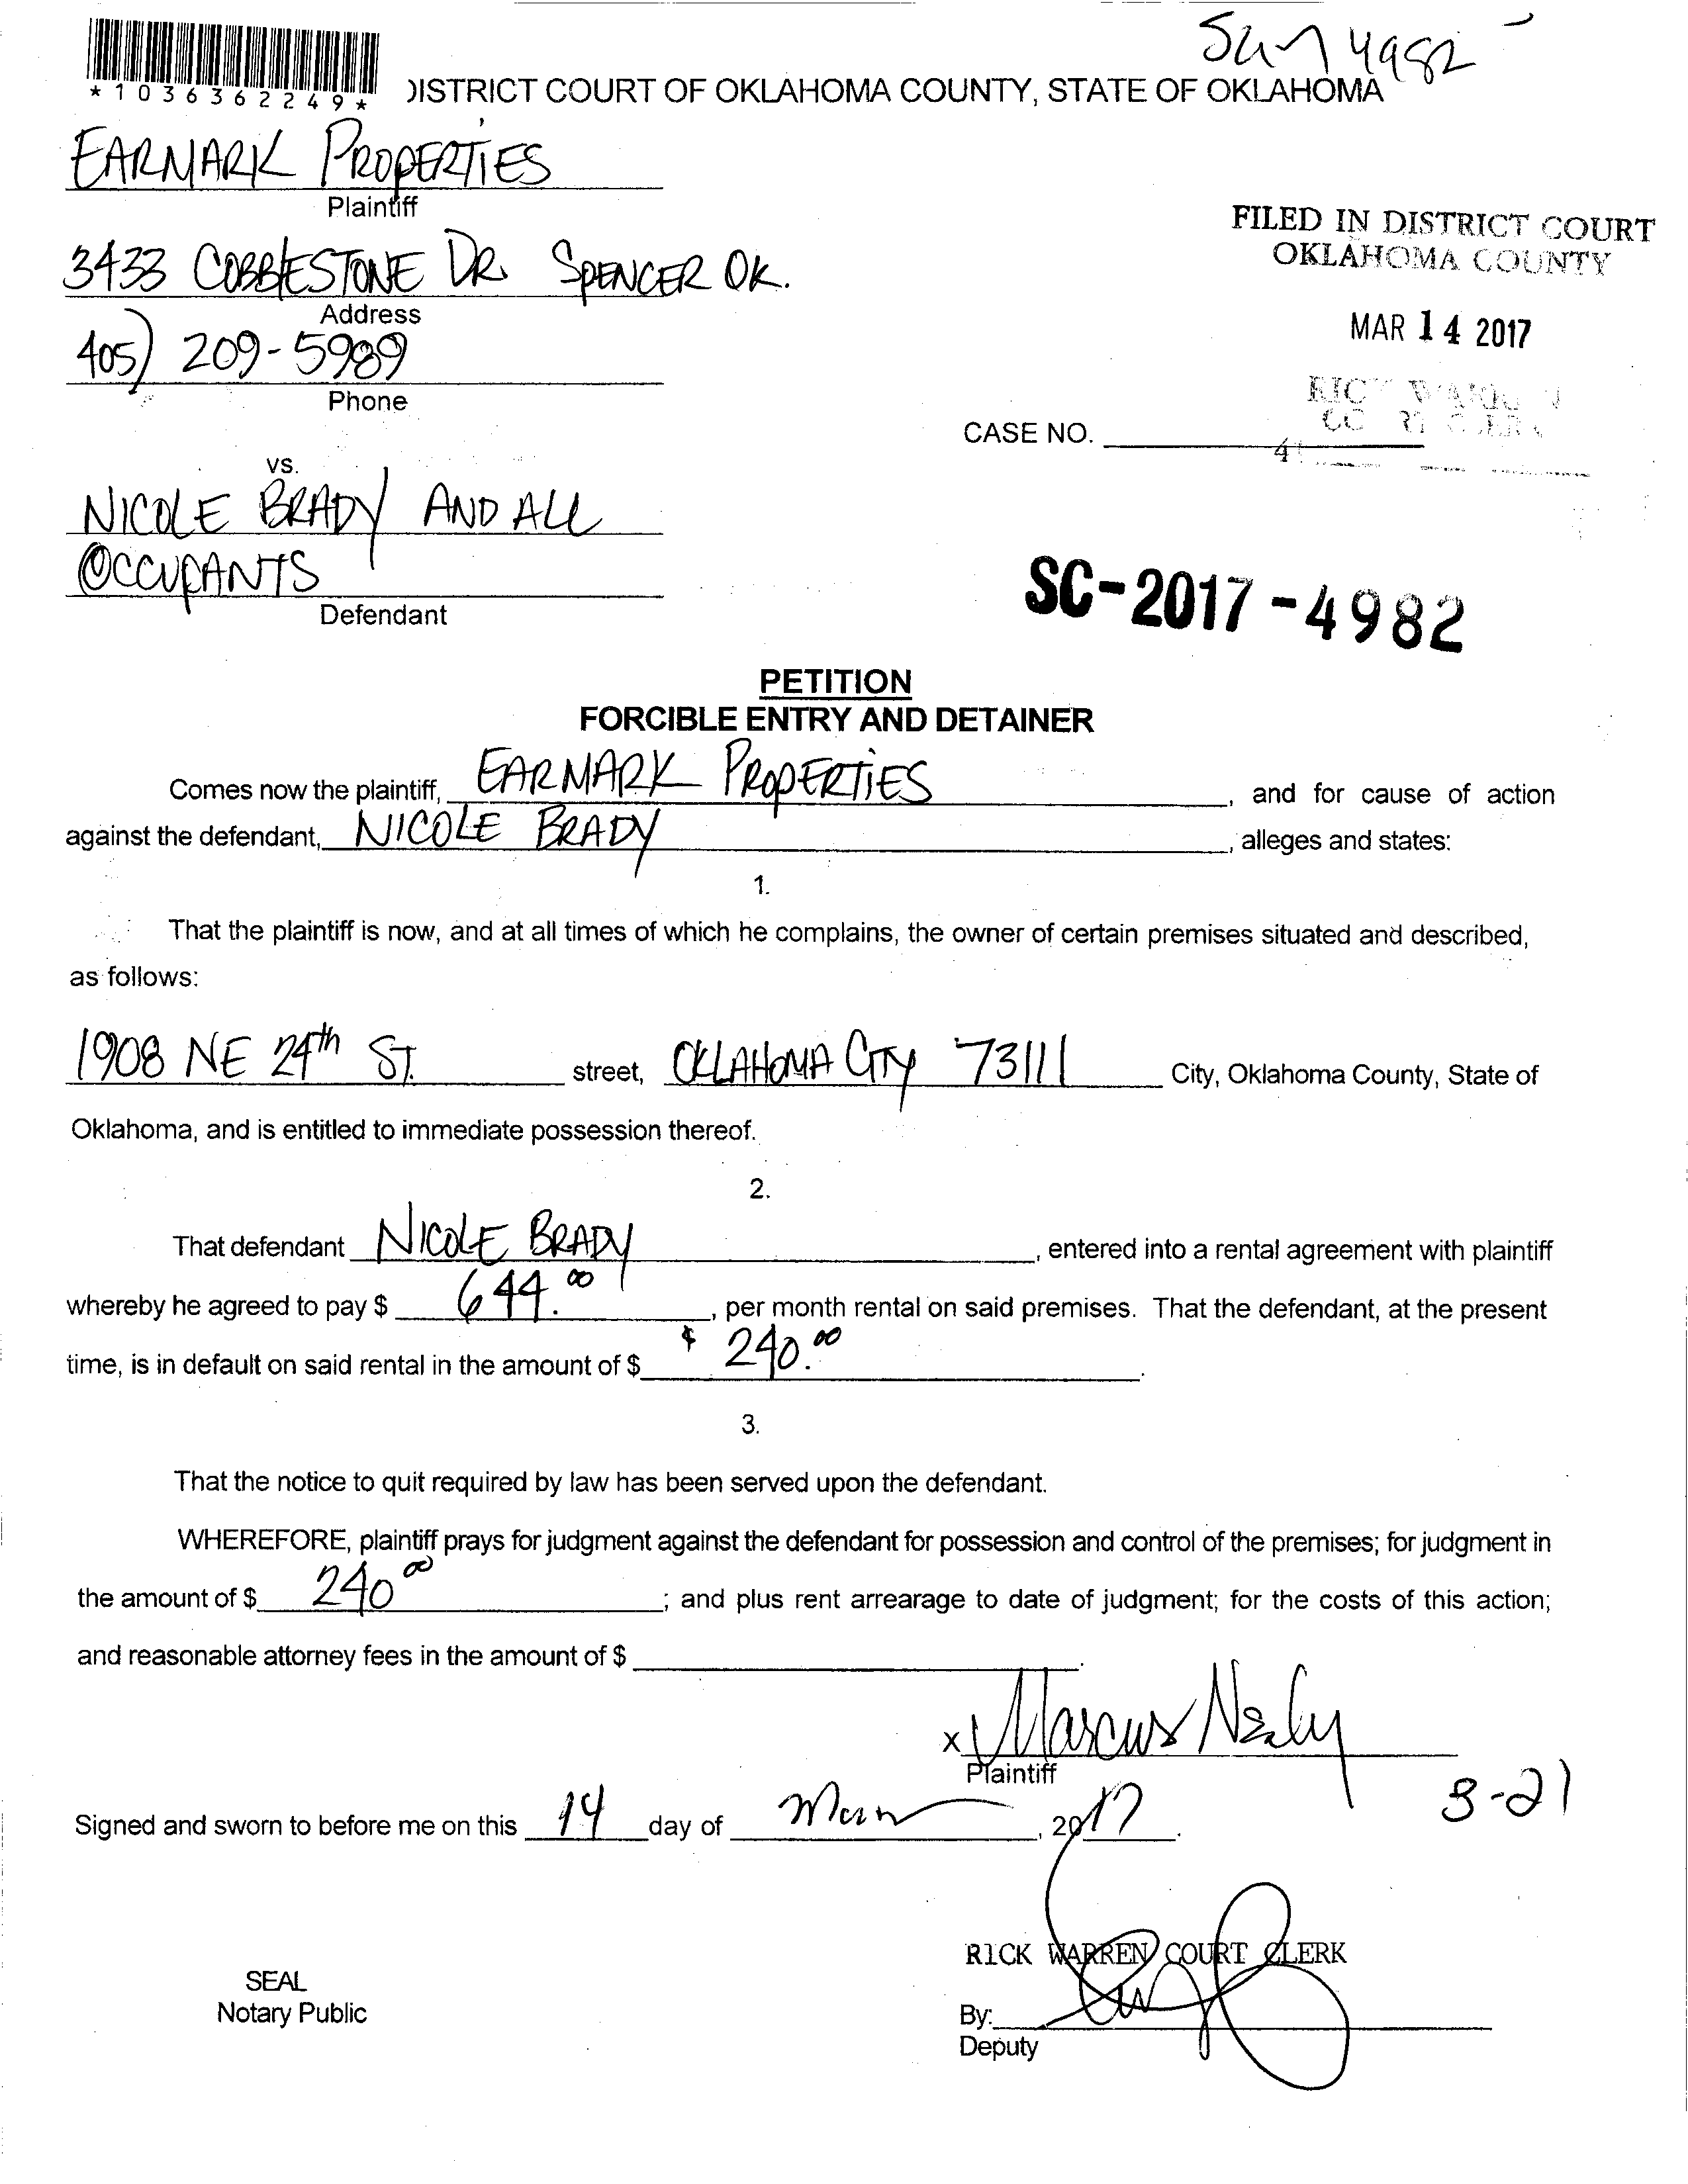 4982
*1036362249*
DISTRICT COURT OF OKLAHOMA COUNTY, STATE OF OKLAHOMA
EARMARK PROPERTIES
Plaintiff
3433 COBBLESTONE DR. SPENCER OK.
Address
405) 209-5989
Phone
FILED IN DISTRICT COURT
OKLAHOMA COUNTY
MAR 14 2017
CASE NO.
vs.
NICOLE BRADY AND ALL
OCCUPANTS
Defendant
SC-2017-4982
PETITION
FORCIBLE ENTRY AND DETAINER
Comes now the plaintiff, EARMARK PROPERTIES, and for cause of action
against the defendant, NICOLE BRADY, alleges and states:
1.
That the plaintiff is now, and at all times of which he complains, the owner of certain premises situated and described,
as follows:
1908 NE 24th ST. street, OKLAHOMA CITY 73111 City, Oklahoma County, State of
Oklahoma, and is entitled to immediate possession thereof.
2.
That defendant NICOLE BRADY, entered into a rental agreement with plaintiff
whereby he agreed to pay $ 644.00, per month rental on said premises. That the defendant, at the present
time, is in default on said rental in the amount of $ $ 240.00.
3.
That the notice to quit required by law has been served upon the defendant.
WHEREFORE, plaintiff prays for judgment against the defendant for possession and control of the premises; for judgment in
the amount of $ 240 00; and plus rent arrearage to date of judgment; for the costs of this action;
and reasonable attorney fees in the amount of $ .
x Marcus Nealy
Plaintiff
3-21
Signed and sworn to before me on this 14 day of Mar, 2017.
RICK WARREN COURT CLERK
SEAL
Notary Public
By:
Deputy